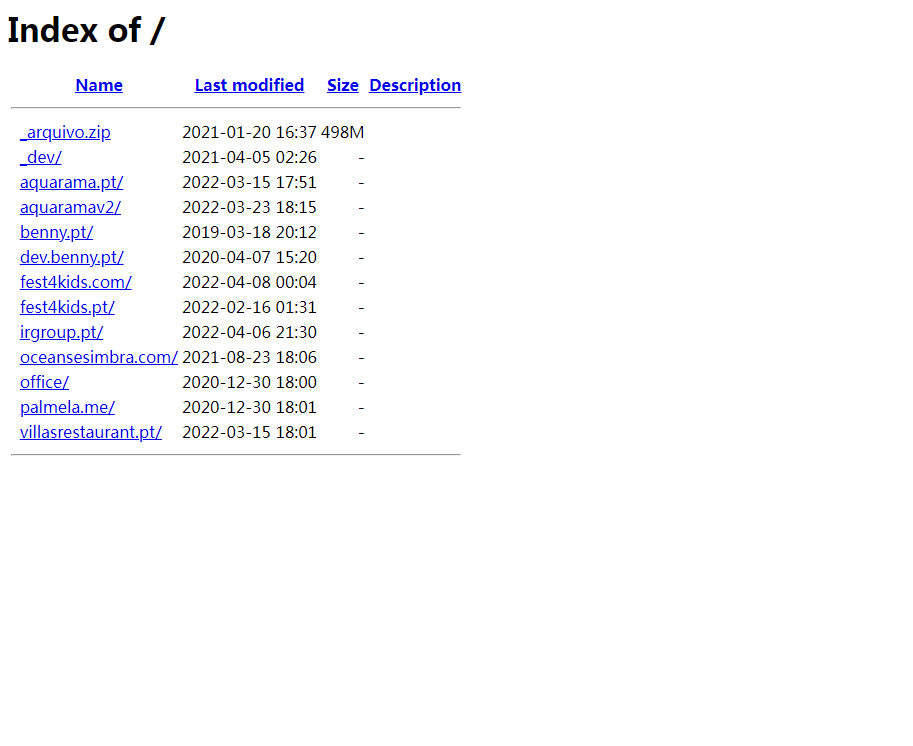 Index of /
Name Last modified Size Description
_arquivo.zip 2021-01-20 16:37 498M
_dev/ 2021-04-05 02:26 -
aquarama.pt/ 2022-03-15 17:51 -
aquaramav2/ 2022-03-23 18:15 -
benny.pt/ 2019-03-18 20:12 -
dev.benny.pt/ 2020-04-07 15:20 -
fest4kids.com/ 2022-04-08 00:04 -
fest4kids.pt/ 2022-02-16 01:31 -
irgroup.pt/ 2022-04-06 21:30 -
oceansesimbra.com/ 2021-08-23 18:06 -
office/ 2020-12-30 18:00 -
palmela.me/ 2020-12-30 18:01 -
villasrestaurant.pt/ 2022-03-15 18:01 -